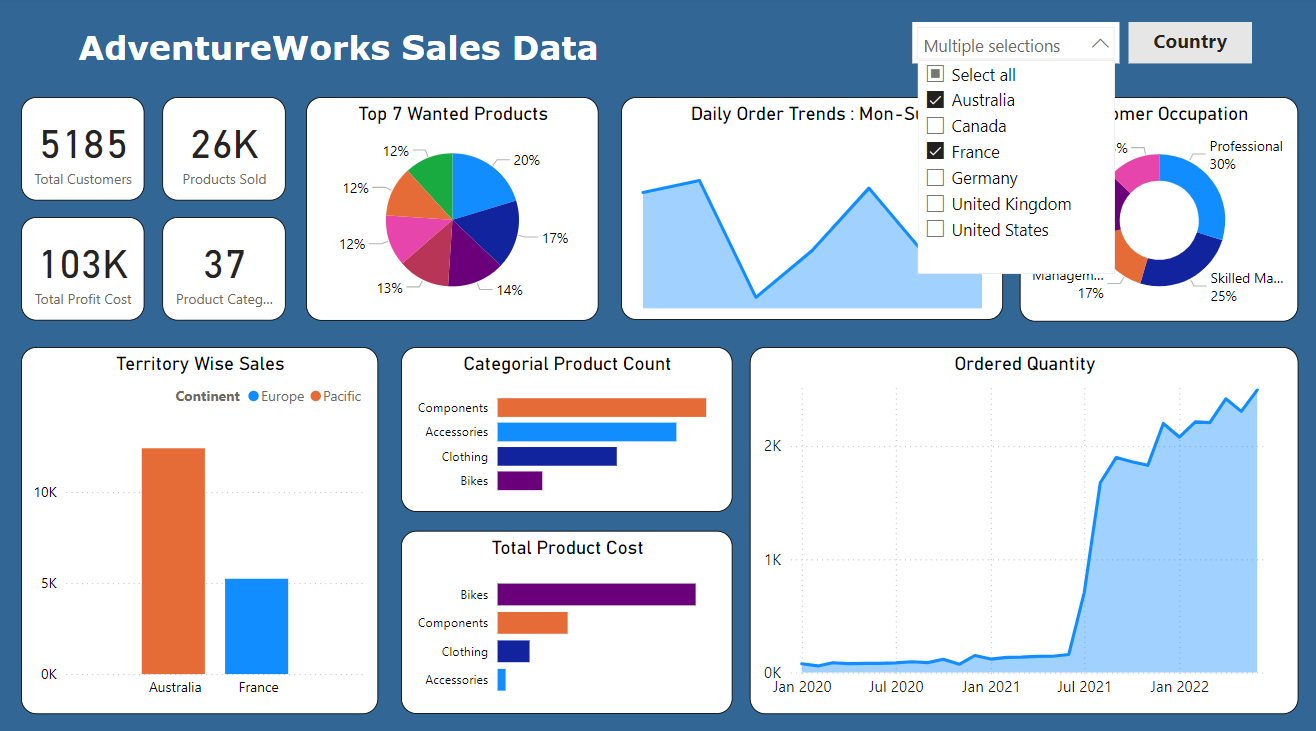 AdventureWorks Sales Data
Multiple selections
Country
Select all
Australia
Canada
France
Germany
United Kingdom
United States
5185
Total Customers
26K
Products Sold
103K
Total Profit Cost
37
Product Categ...
Top 7 Wanted Products
20%
17%
14%
13%
12%
12%
12%
Daily Order Trends : Mon-Su
omer Occupation
Professional
30%
Skilled Ma...
25%
Managem...
17%
%
Territory Wise Sales
Continent Europe Pacific
10K
5K
0K
Australia France
Categorial Product Count
Components
Accessories
Clothing
Bikes
Total Product Cost
Bikes
Components
Clothing
Accessories
Ordered Quantity
2K
1K
0K
Jan 2020 Jul 2020 Jan 2021 Jul 2021 Jan 2022